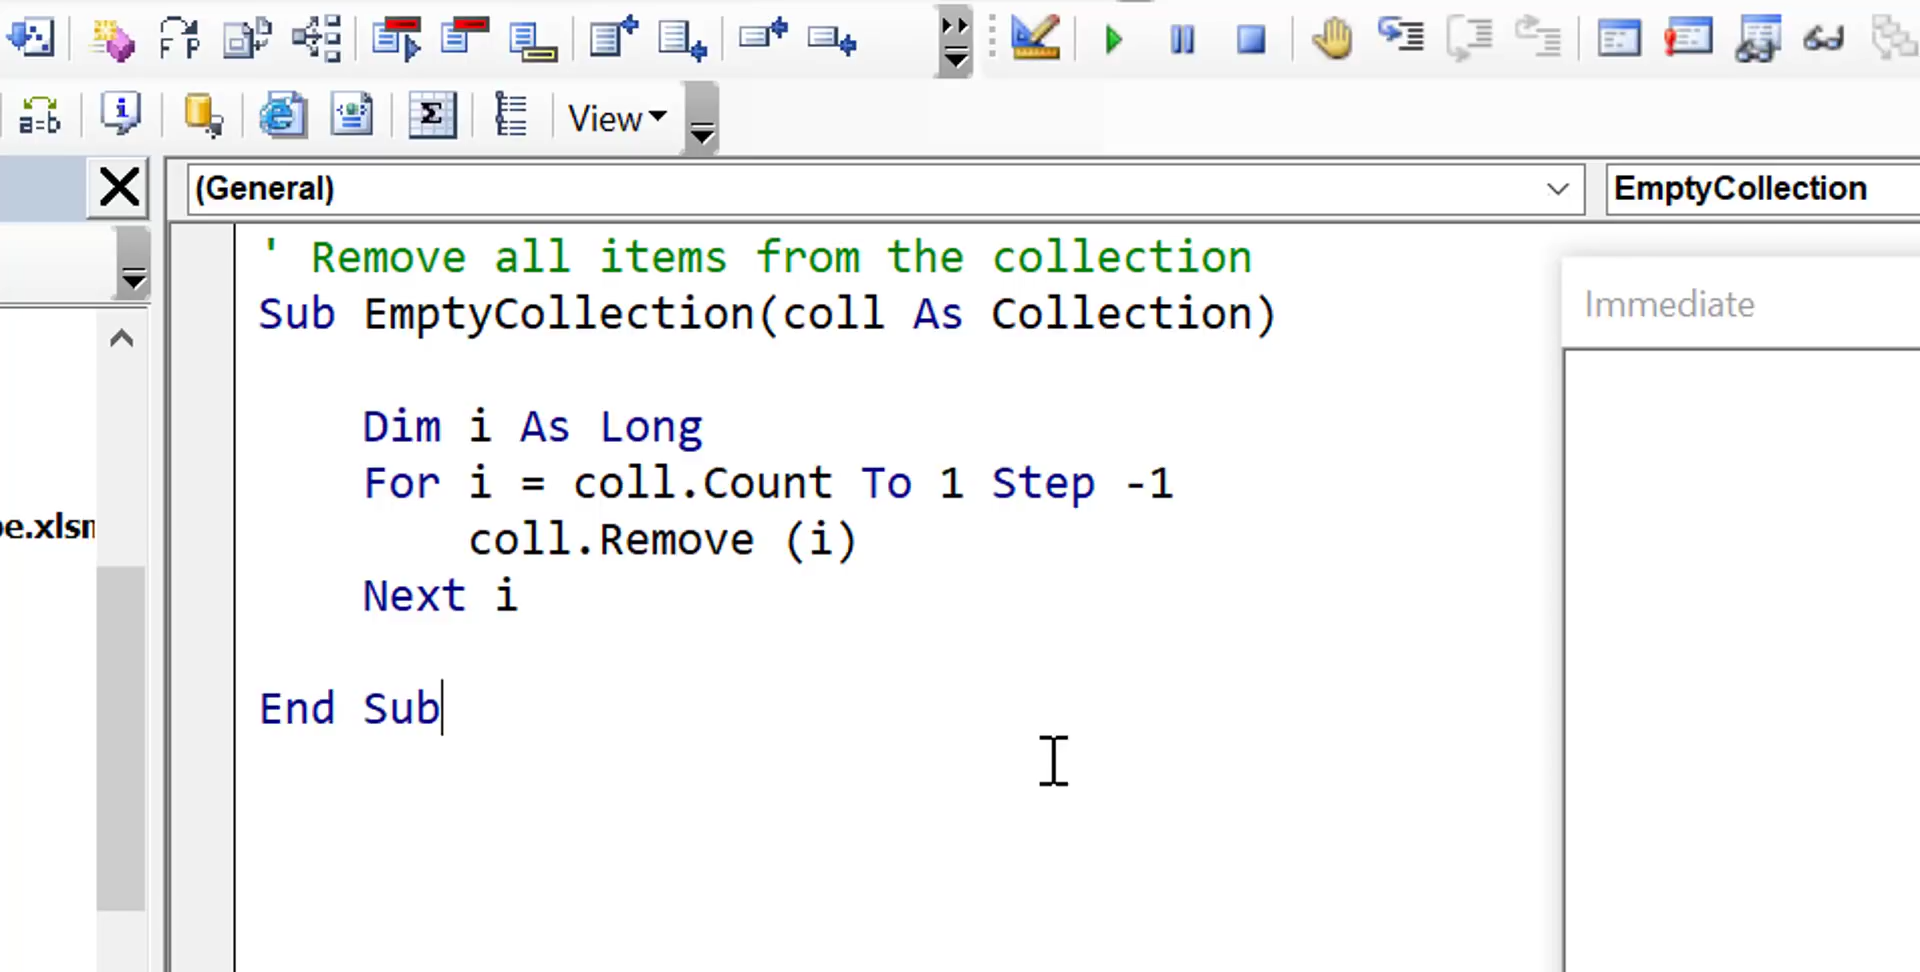 FP
a=b
i
Σ
View
(General)
EmptyCollection
' Remove all items from the collection
Sub EmptyCollection(coll As Collection)
Immediate
Dim i As Long
For i = coll.Count To 1 Step -1
coll.Remove (i)
Next i
End Sub